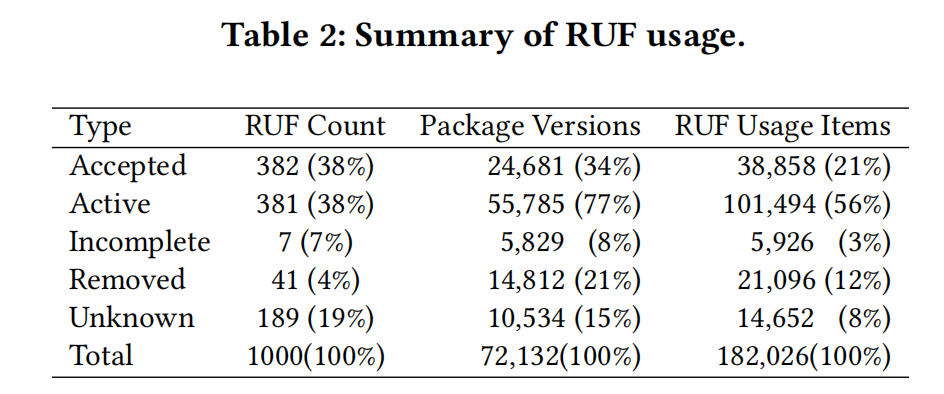 Table 2: Summary of RUF usage.
Type RUF Count Package Versions RUF Usage Items
Accepted 382 (38%) 24,681 (34%) 38,858 (21%)
Active 381 (38%) 55,785 (77%) 101,494 (56%)
Incomplete 7 (7%) 5,829 (8%) 5,926 (3%)
Removed 41 (4%) 14,812 (21%) 21,096 (12%)
Unknown 189 (19%) 10,534 (15%) 14,652 (8%)
Total 1000(100%) 72,132(100%) 182,026(100%)